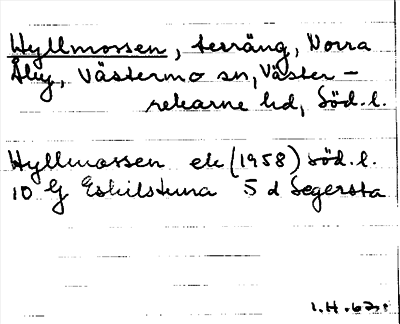 Hyllmossen, terräng, Norra
Åby, Västermo sn, Väster-
rekarne hd, Söd.l.
Hyllmossen ek (1958) Söd.l.
10 G Eskilstuna 5 d Segersta
1.H.63.